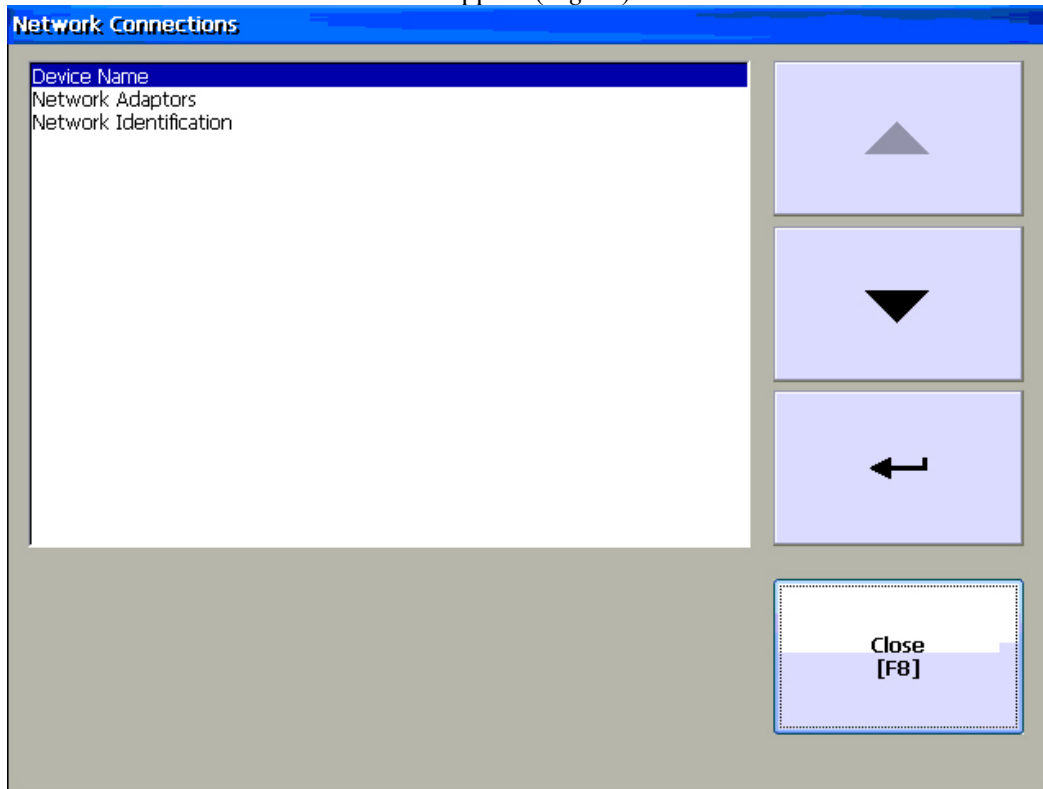 Network Connections
Device Name
Network Adaptors
Network Identification
Close
[F8]